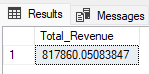 Results Messages
Total_Revenue
1 817860.05083847